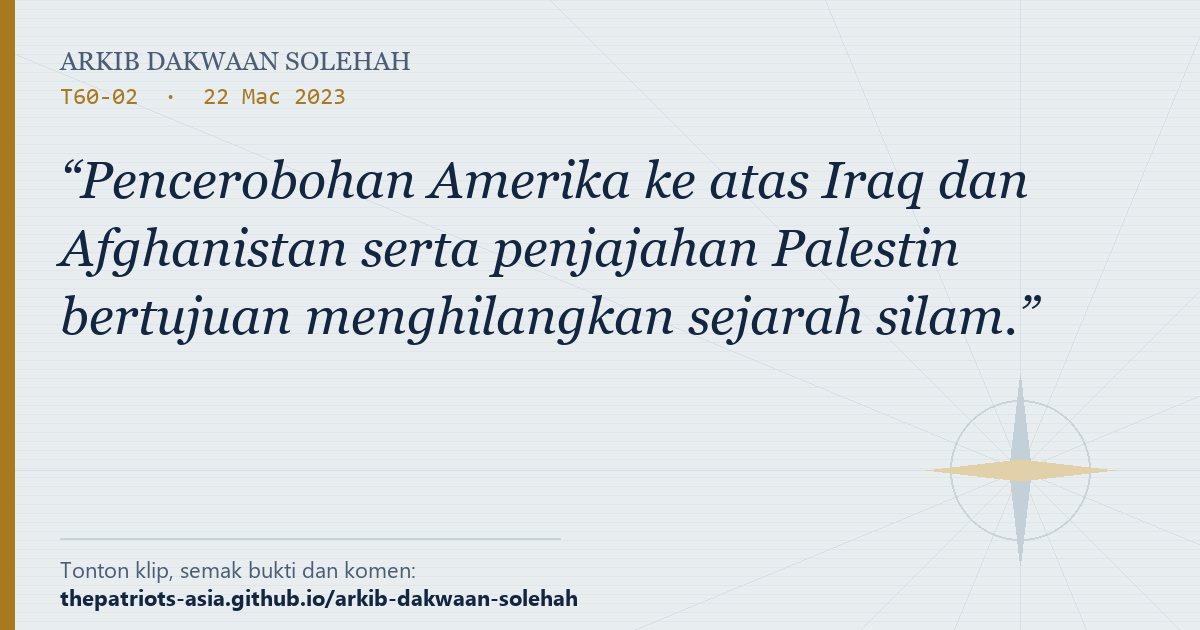 ARKIB DAKWAAN SOLEHAH
T60-02 · 22 Mac 2023
“Pencerobohan Amerika ke atas Iraq dan
Afghanistan serta penjajahan Palestin
bertujuan menghilangkan sejarah silam.”
Tonton klip, semak bukti dan komen:
thepatriots-asia.github.io/arkib-dakwaan-solehah